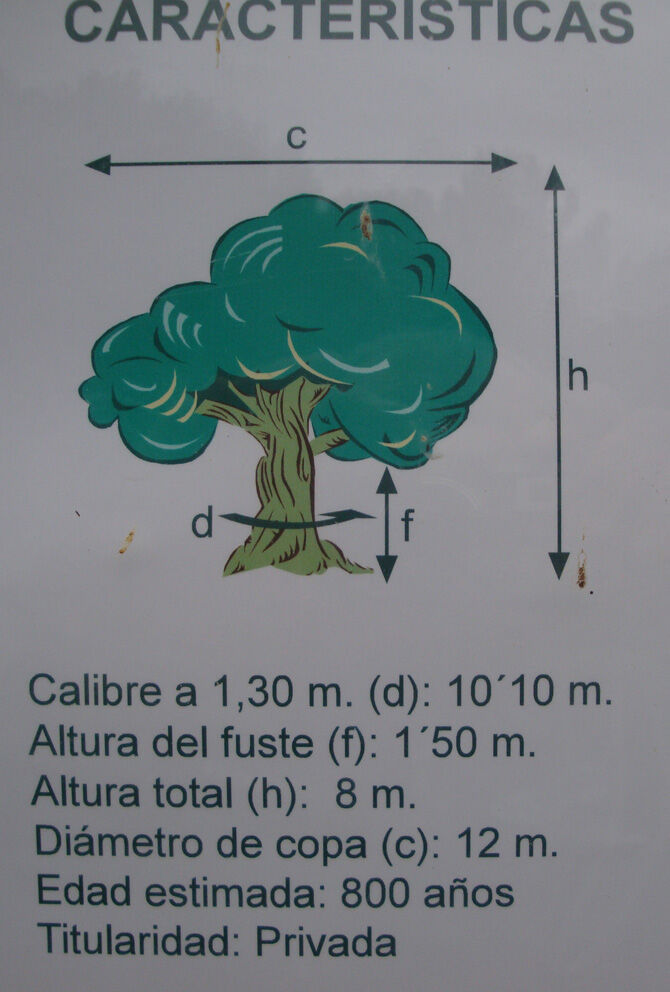 CARACTERÍSTICAS
c
h
d
f
Calibre a 1,30 m. (d): 10´10 m.
Altura del fuste (f): 1´50 m.
Altura total (h): 8 m.
Diámetro de copa (c): 12 m.
Edad estimada: 800 años
Titularidad: Privada